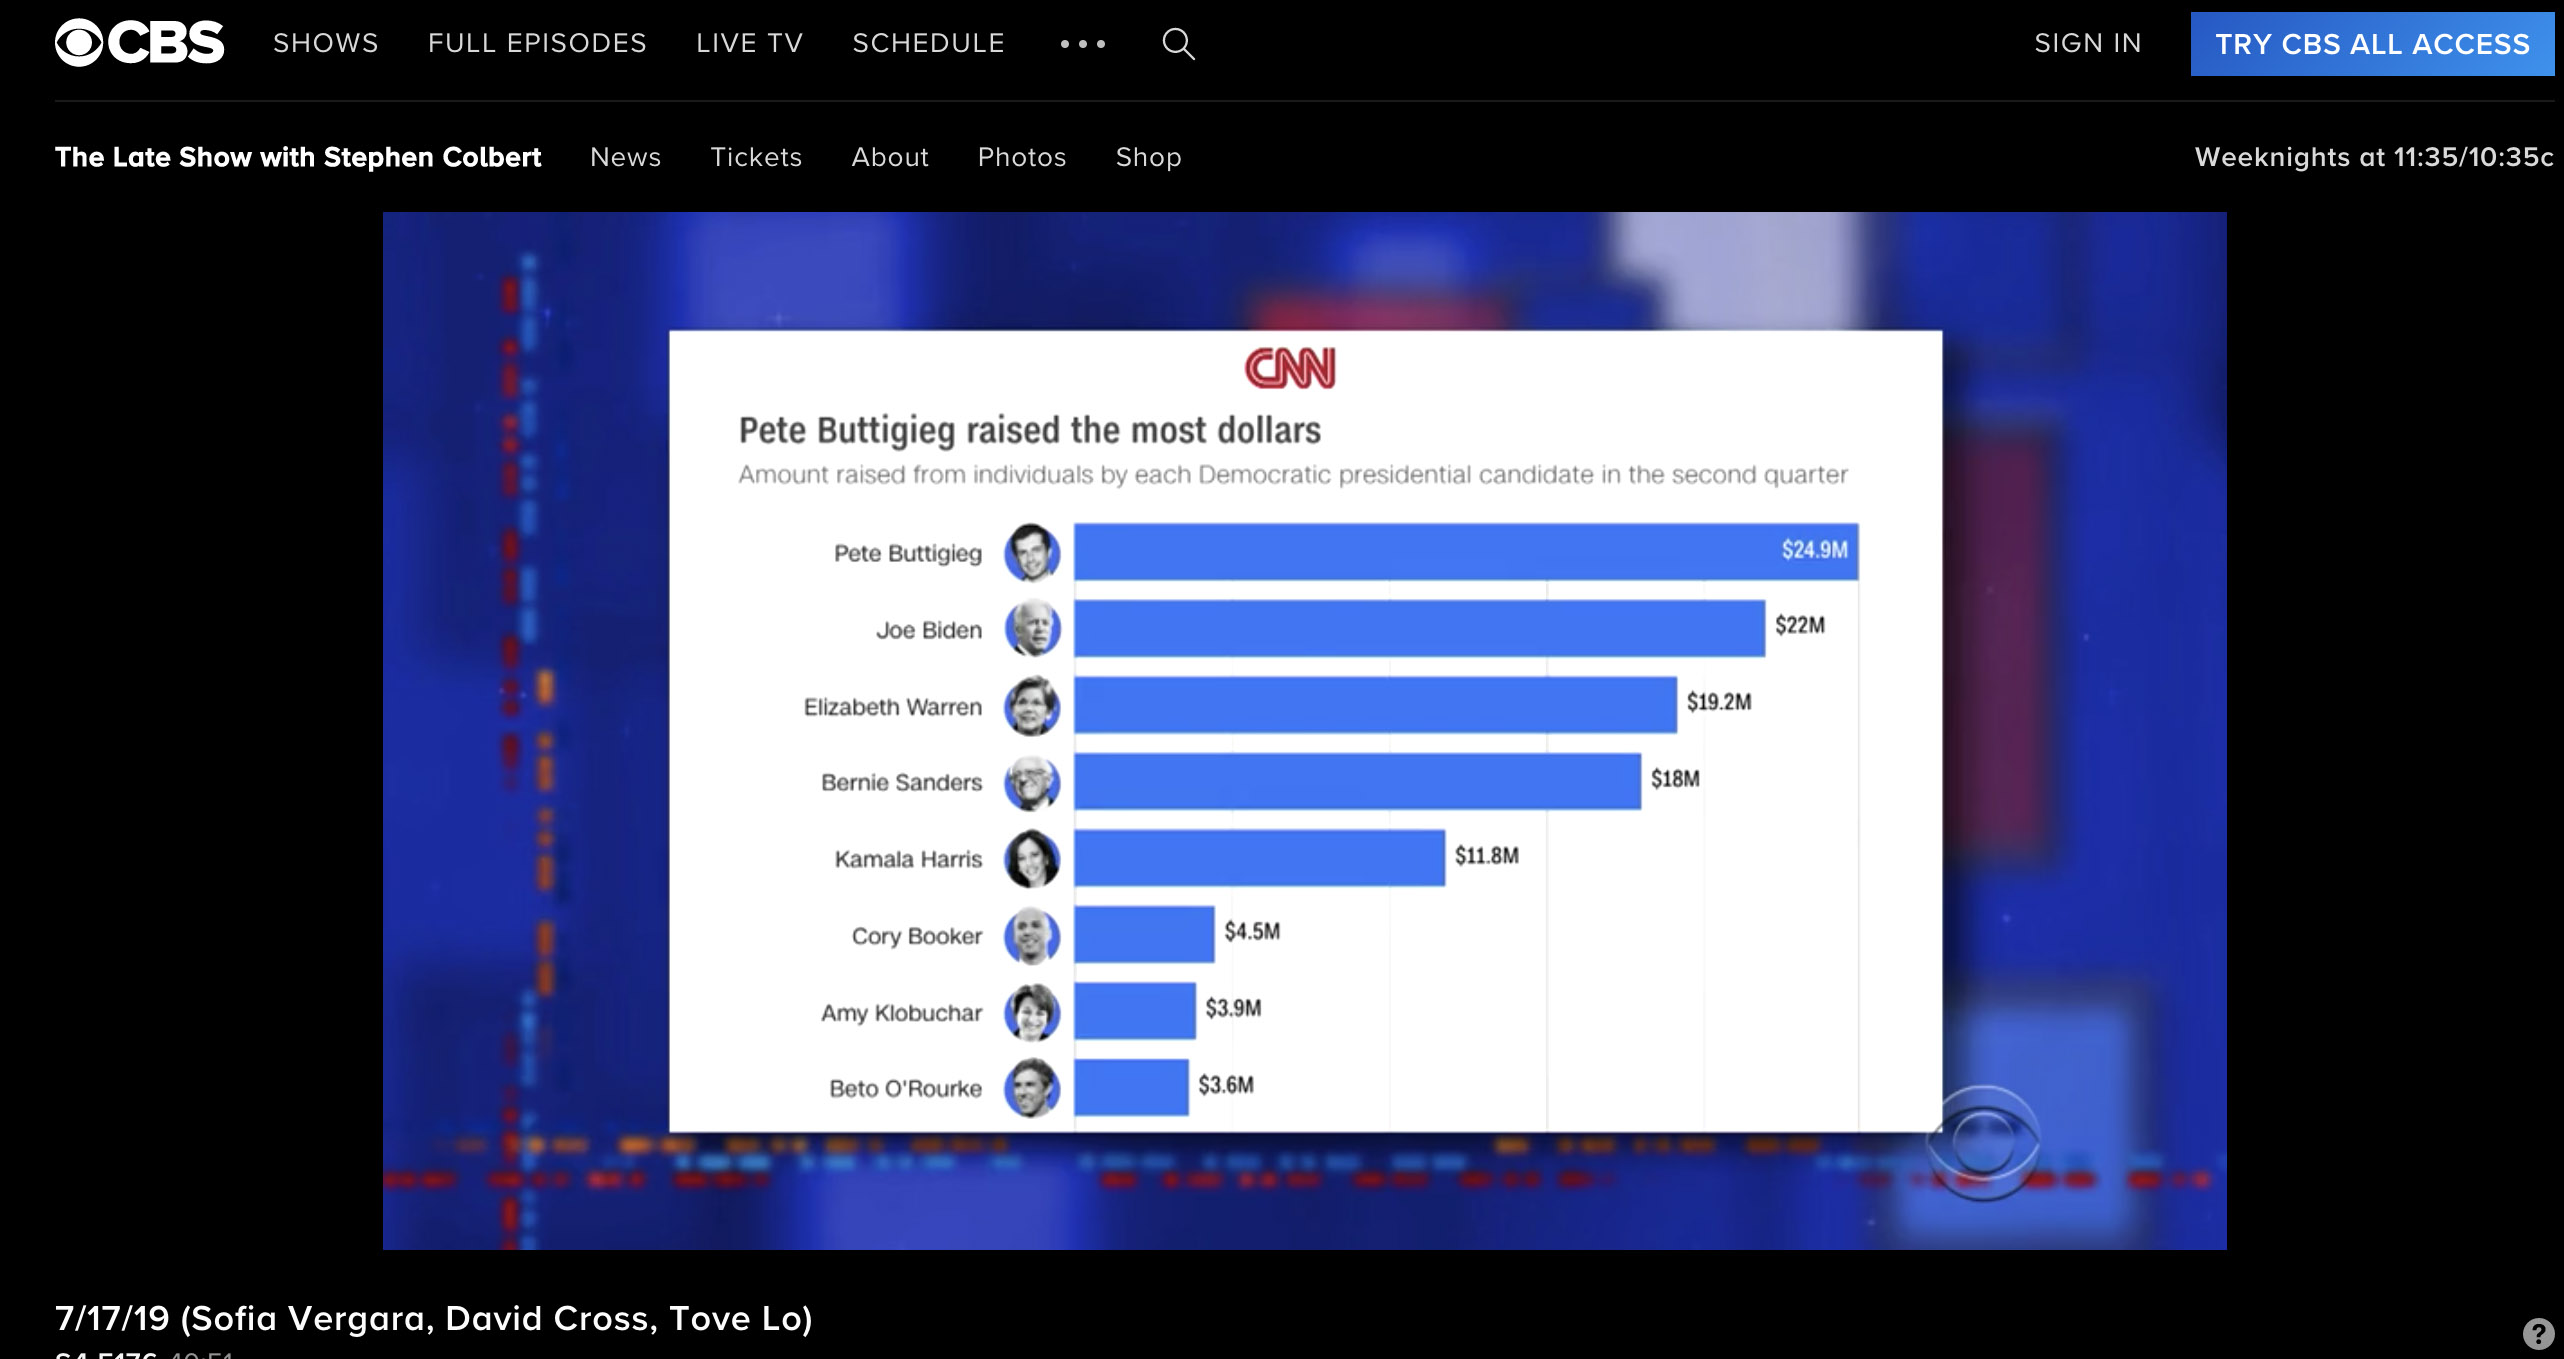 CBS SHOWS FULL EPISODES LIVE TV SCHEDULE ••• SIGN IN TRY CBS ALL ACCESS
The Late Show with Stephen Colbert News Tickets About Photos Shop Weeknights at 11:35/10:35c
CNN
Pete Buttigieg raised the most dollars
Amount raised from individuals by each Democratic presidential candidate in the second quarter
Pete Buttigieg $24.9M
Joe Biden $22M
Elizabeth Warren $19.2M
Bernie Sanders $18M
Kamala Harris $11.8M
Cory Booker $4.5M
Amy Klobuchar $3.9M
Beto O'Rourke $3.6M
7/17/19 (Sofia Vergara, David Cross, Tove Lo)
?